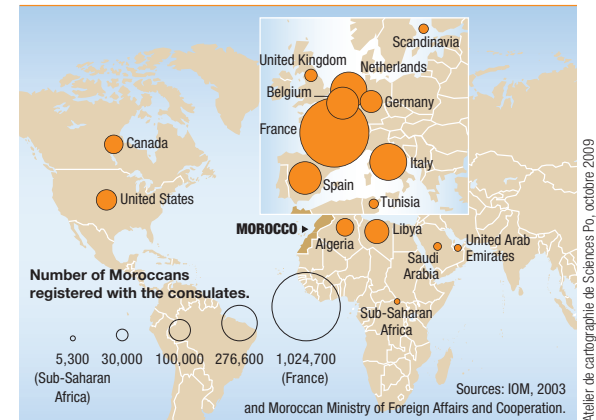 Scandinavia
United Kingdom
Netherlands
Belgium
Germany
France
Italy
Spain
Canada
United States
Tunisia
MOROCCO
Algeria
Libya
United Arab
Emirates
Saudi
Arabia
Sub-Saharan
Africa
Number of Moroccans
registered with the consulates.
5,300 30,000 100,000 276,600 1,024,700
(Sub-Saharan
Africa)
(France)
Sources: IOM, 2003
and Moroccan Ministry of Foreign Affairs and Cooperation.
Atelier de cartographie de Sciences Po, octobre 2009